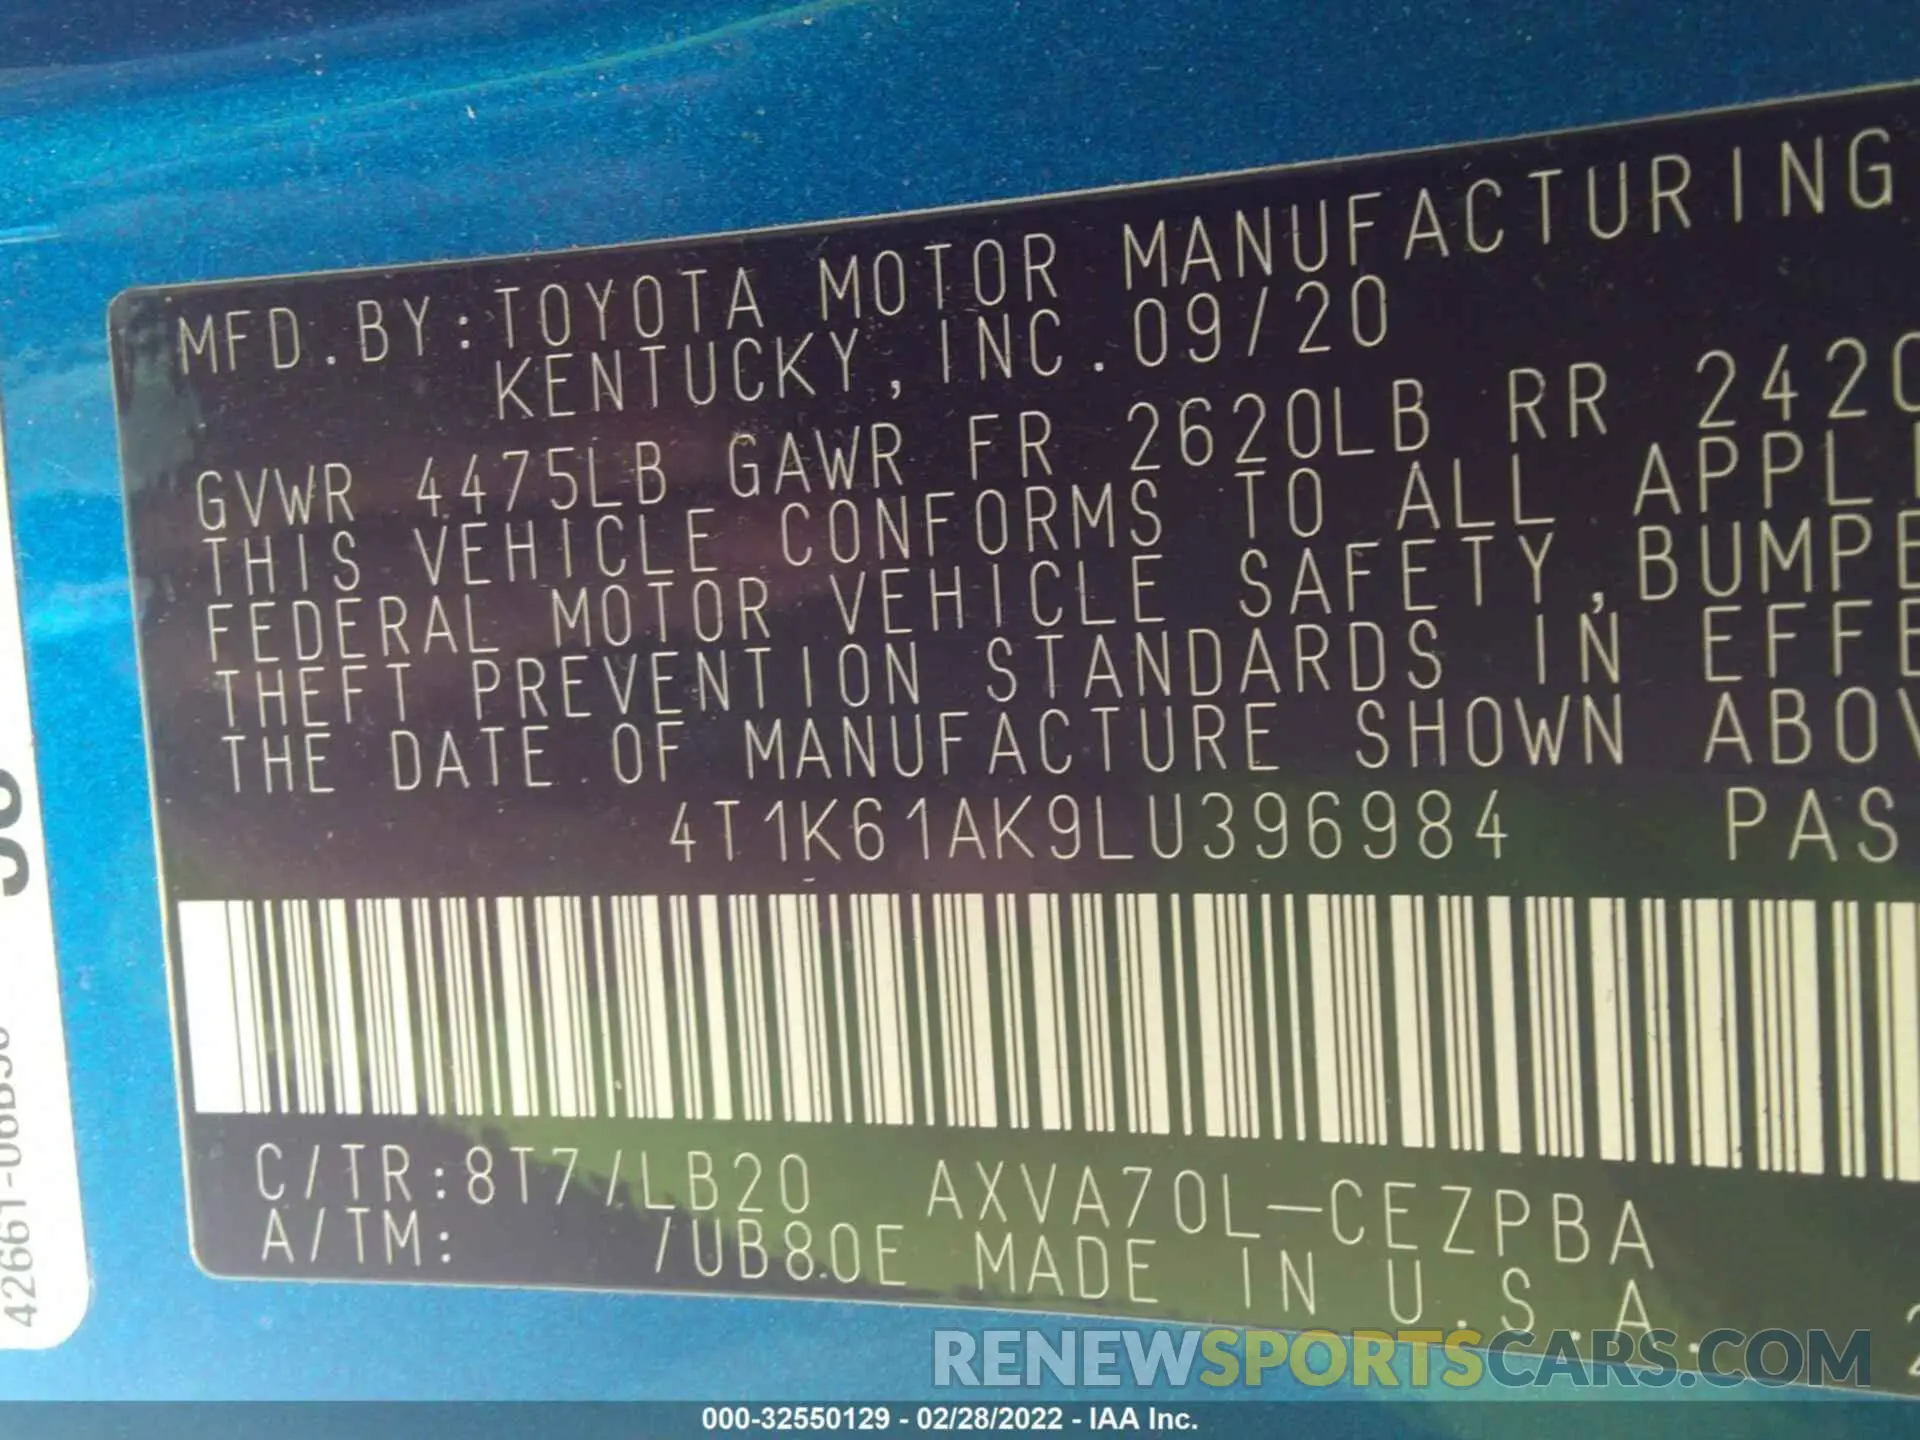 MFD.BY:TOYOTA MOTOR MANUFACTURING
KENTUCKY,INC.09/20
GVWR 4475LB GAWR FR 2620LB RR 242
THIS VEHICLE CONFORMS TO ALL APPL
FEDERAL MOTOR VEHICLE SAFETY,BUMPE
THEFT PREVENTION STANDARDS IN EFFE
THE DATE OF MANUFACTURE SHOWN ABOV
4T1K61AK9LU396984 PAS
C/TR:8T7/LB20 AXVA70L-CEZPBA
A/TM: /UB80E MADE IN U.S.A.
RENEWSPORTSCARS.COM
000-32550129 - 02/28/2022 - IAA Inc.